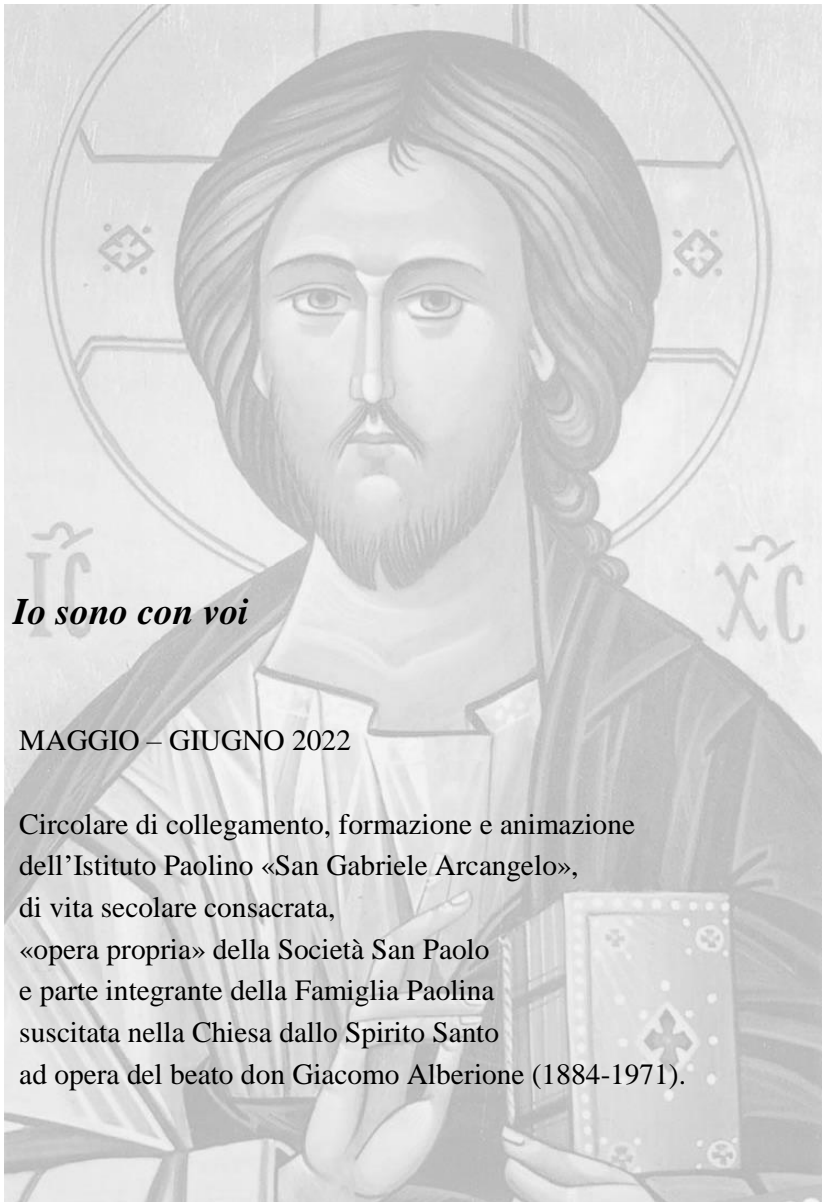 IC
XC
Io sono con voi
MAGGIO – GIUGNO 2022
Circolare di collegamento, formazione e animazione
dell’Istituto Paolino «San Gabriele Arcangelo»,
di vita secolare consacrata,
«opera propria» della Società San Paolo
e parte integrante della Famiglia Paolina
suscitata nella Chiesa dallo Spirito Santo
ad opera del beato don Giacomo Alberione (1884-1971).